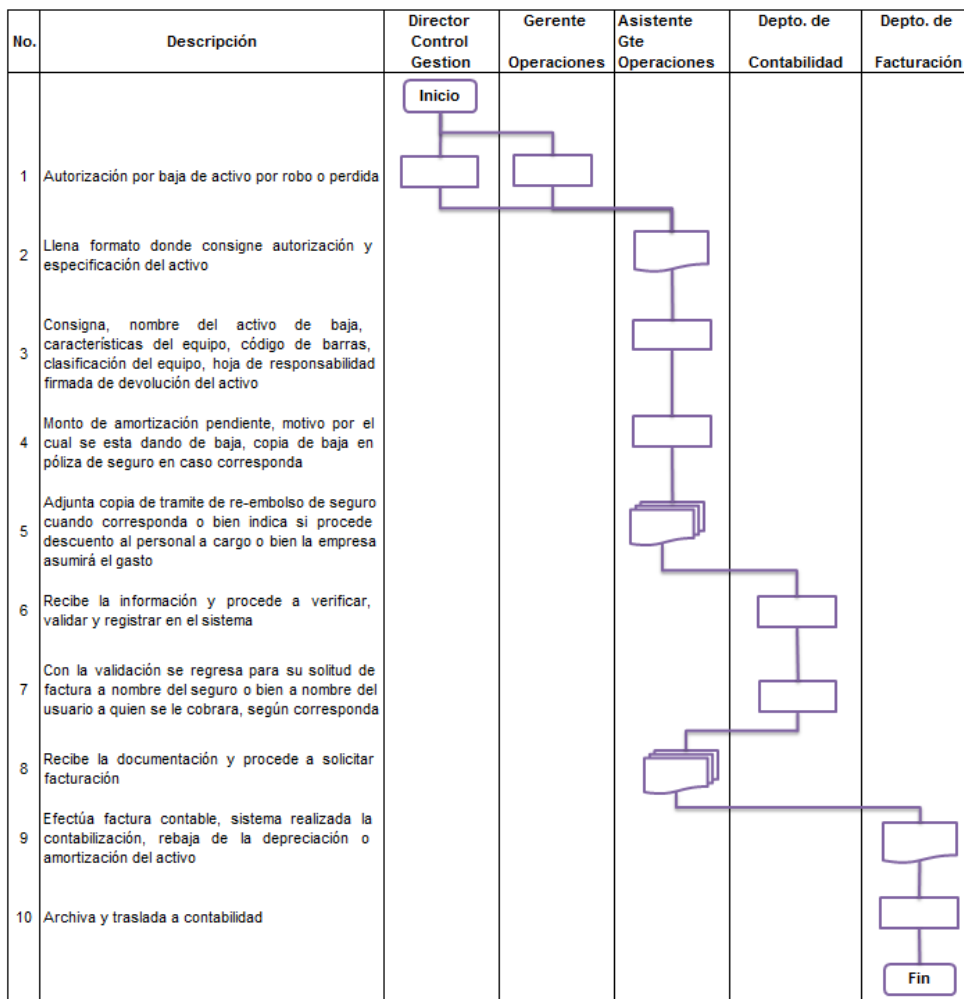 No.
Descripción
Director
Control
Gestion
Gerente
Operaciones
Asistente
Gte
Operaciones
Depto. de
Contabilidad
Depto. de
Facturación
Inicio
1
Autorización por baja de activo por robo o perdida
2
Llena formato donde consigne autorización y
especificación del activo
3
Consigna, nombre del activo de baja,
características del equipo, código de barras,
clasificación del equipo, hoja de responsabilidad
firmada de devolución del activo
4
Monto de amortización pendiente, motivo por el
cual se esta dando de baja, copia de baja en
póliza de seguro en caso corresponda
5
Adjunta copia de tramite de re-embolso de seguro
cuando corresponda o bien indica si procede
descuento al personal a cargo o bien la empresa
asumirá el gasto
6
Recibe la información y procede a verificar,
validar y registrar en el sistema
7
Con la validación se regresa para su solitud de
factura a nombre del seguro o bien a nombre del
usuario a quien se le cobrara, según corresponda
8
Recibe la documentación y procede a solicitar
facturación
9
Efectúa factura contable, sistema realizada la
contabilización, rebaja de la depreciación o
amortización del activo
10
Archiva y traslada a contabilidad
Fin